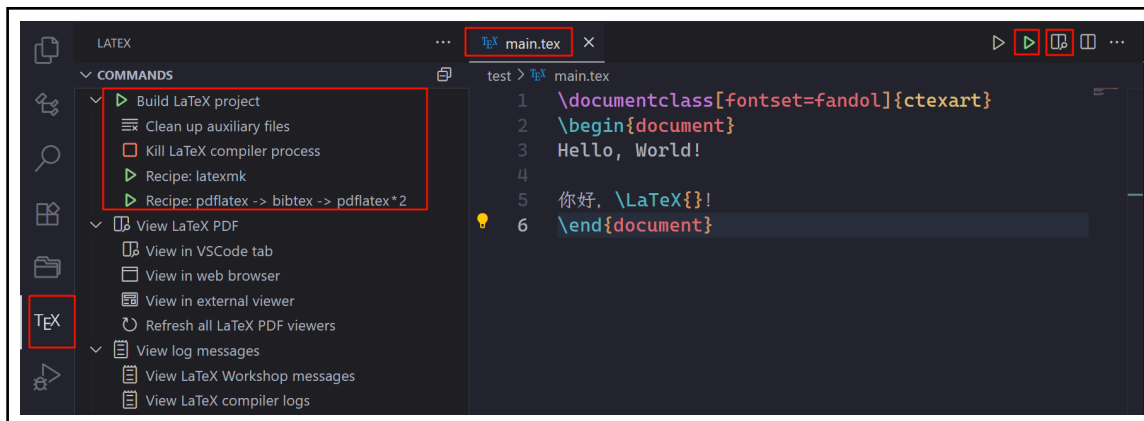 LATEX
COMMANDS
Build LaTeX project
Clean up auxiliary files
Kill LaTeX compiler process
Recipe: latexmk
Recipe: pdflatex -> bibtex -> pdflatex*2
View LaTeX PDF
View in VSCode tab
View in web browser
View in external viewer
Refresh all LaTeX PDF viewers
View log messages
View LaTeX Workshop messages
View LaTeX compiler logs
TEX
TEX main.tex
test > TEX main.tex
1 \documentclass[fontset=fandol]{ctexart}
2 \begin{document}
3 Hello, World!
4
5 你好，\LaTeX{}!
6 \end{document}